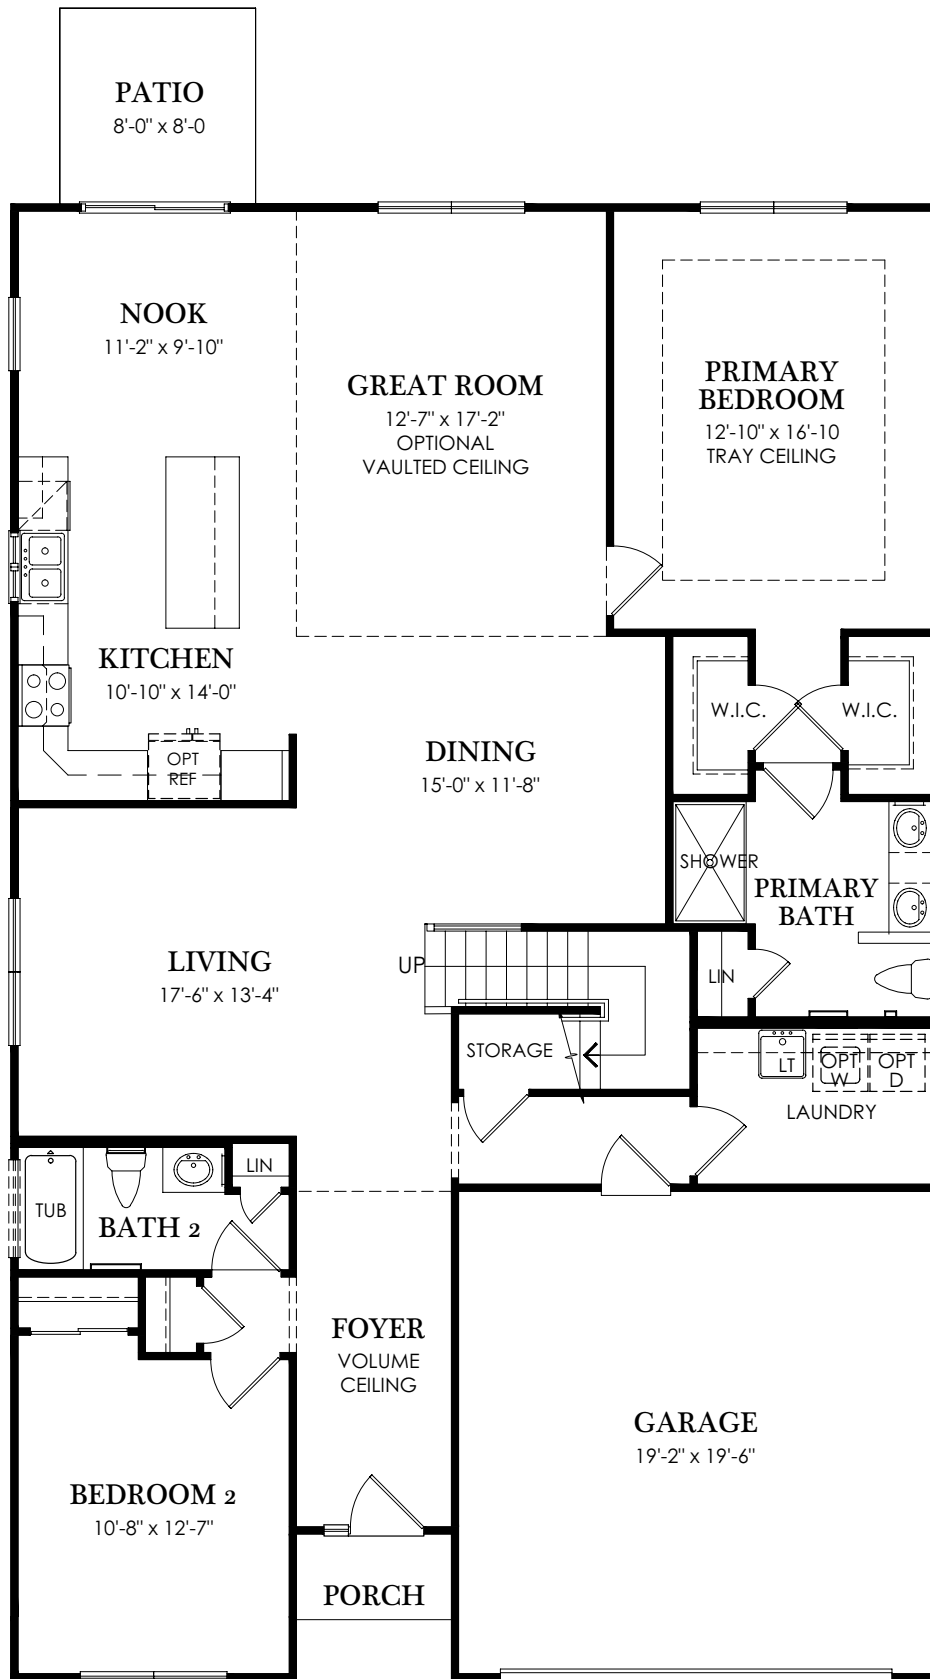 PATIO
8'-0" x 8'-0
NOOK
11'-2" x 9'-10"
GREAT ROOM
12'-7" x 17'-2"
OPTIONAL
VAULTED CEILING
PRIMARY
BEDROOM
12'-10" x 16'-10
TRAY CEILING
KITCHEN
10'-10" x 14'-0"
OPT
REF
DINING
15'-0" x 11'-8"
W.I.C.
W.I.C.
SHOWER
PRIMARY
BATH
LIN
LIVING
17'-6" x 13'-4"
UP
STORAGE
LT
OPT
W
OPT
D
LAUNDRY
LIN
TUB
BATH 2
FOYER
VOLUME
CEILING
GARAGE
19'-2" x 19'-6"
BEDROOM 2
10'-8" x 12'-7"
PORCH